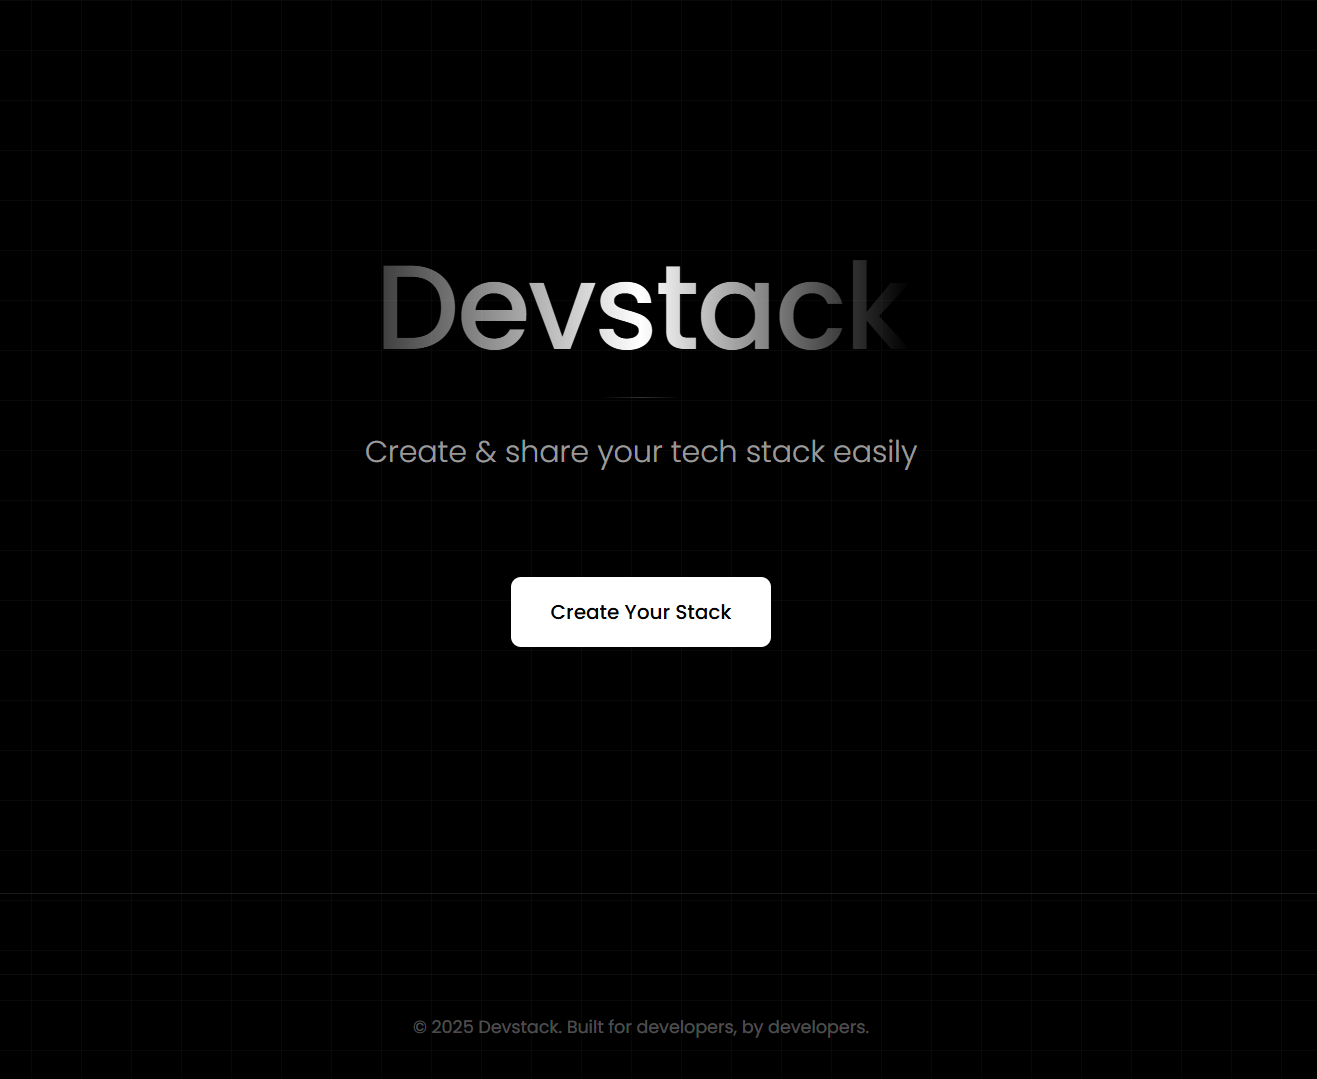 Devstack
Create & share your tech stack easily
Create Your Stack
© 2025 Devstack. Built for developers, by developers.